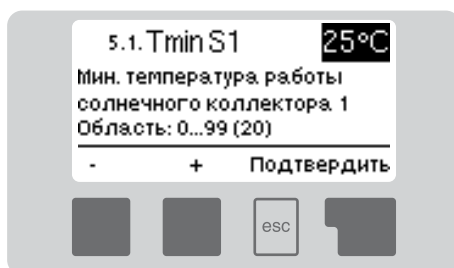 5.1. Tmin S1 25°C
Мин. температура работы
солнечного коллектора 1
Область: 0...99 (20)
- + Подтвердить
esc